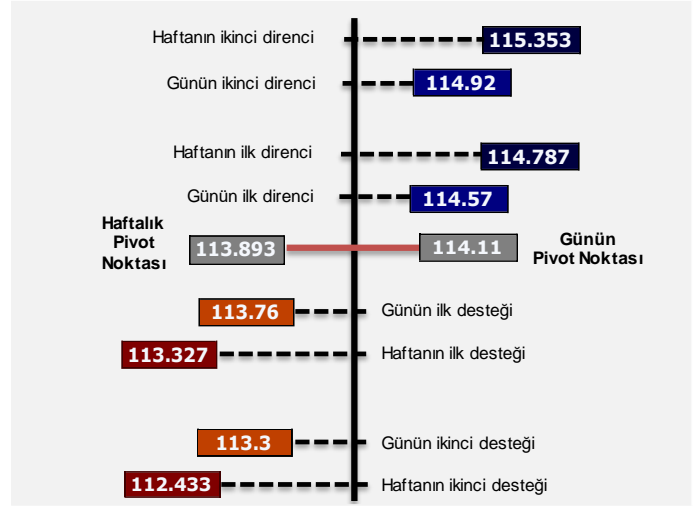 Haftanın ikinci direnci
115.353
Günün ikinci direnci
114.92
Haftanın ilk direnci
114.787
Günün ilk direnci
114.57
Haftalık
Pivot
Noktası
113.893
114.11
Günün
Pivot Noktası
113.76
Günün ilk desteği
113.327
Haftanın ilk desteği
113.3
Günün ikinci desteği
112.433
Haftanın ikinci desteği